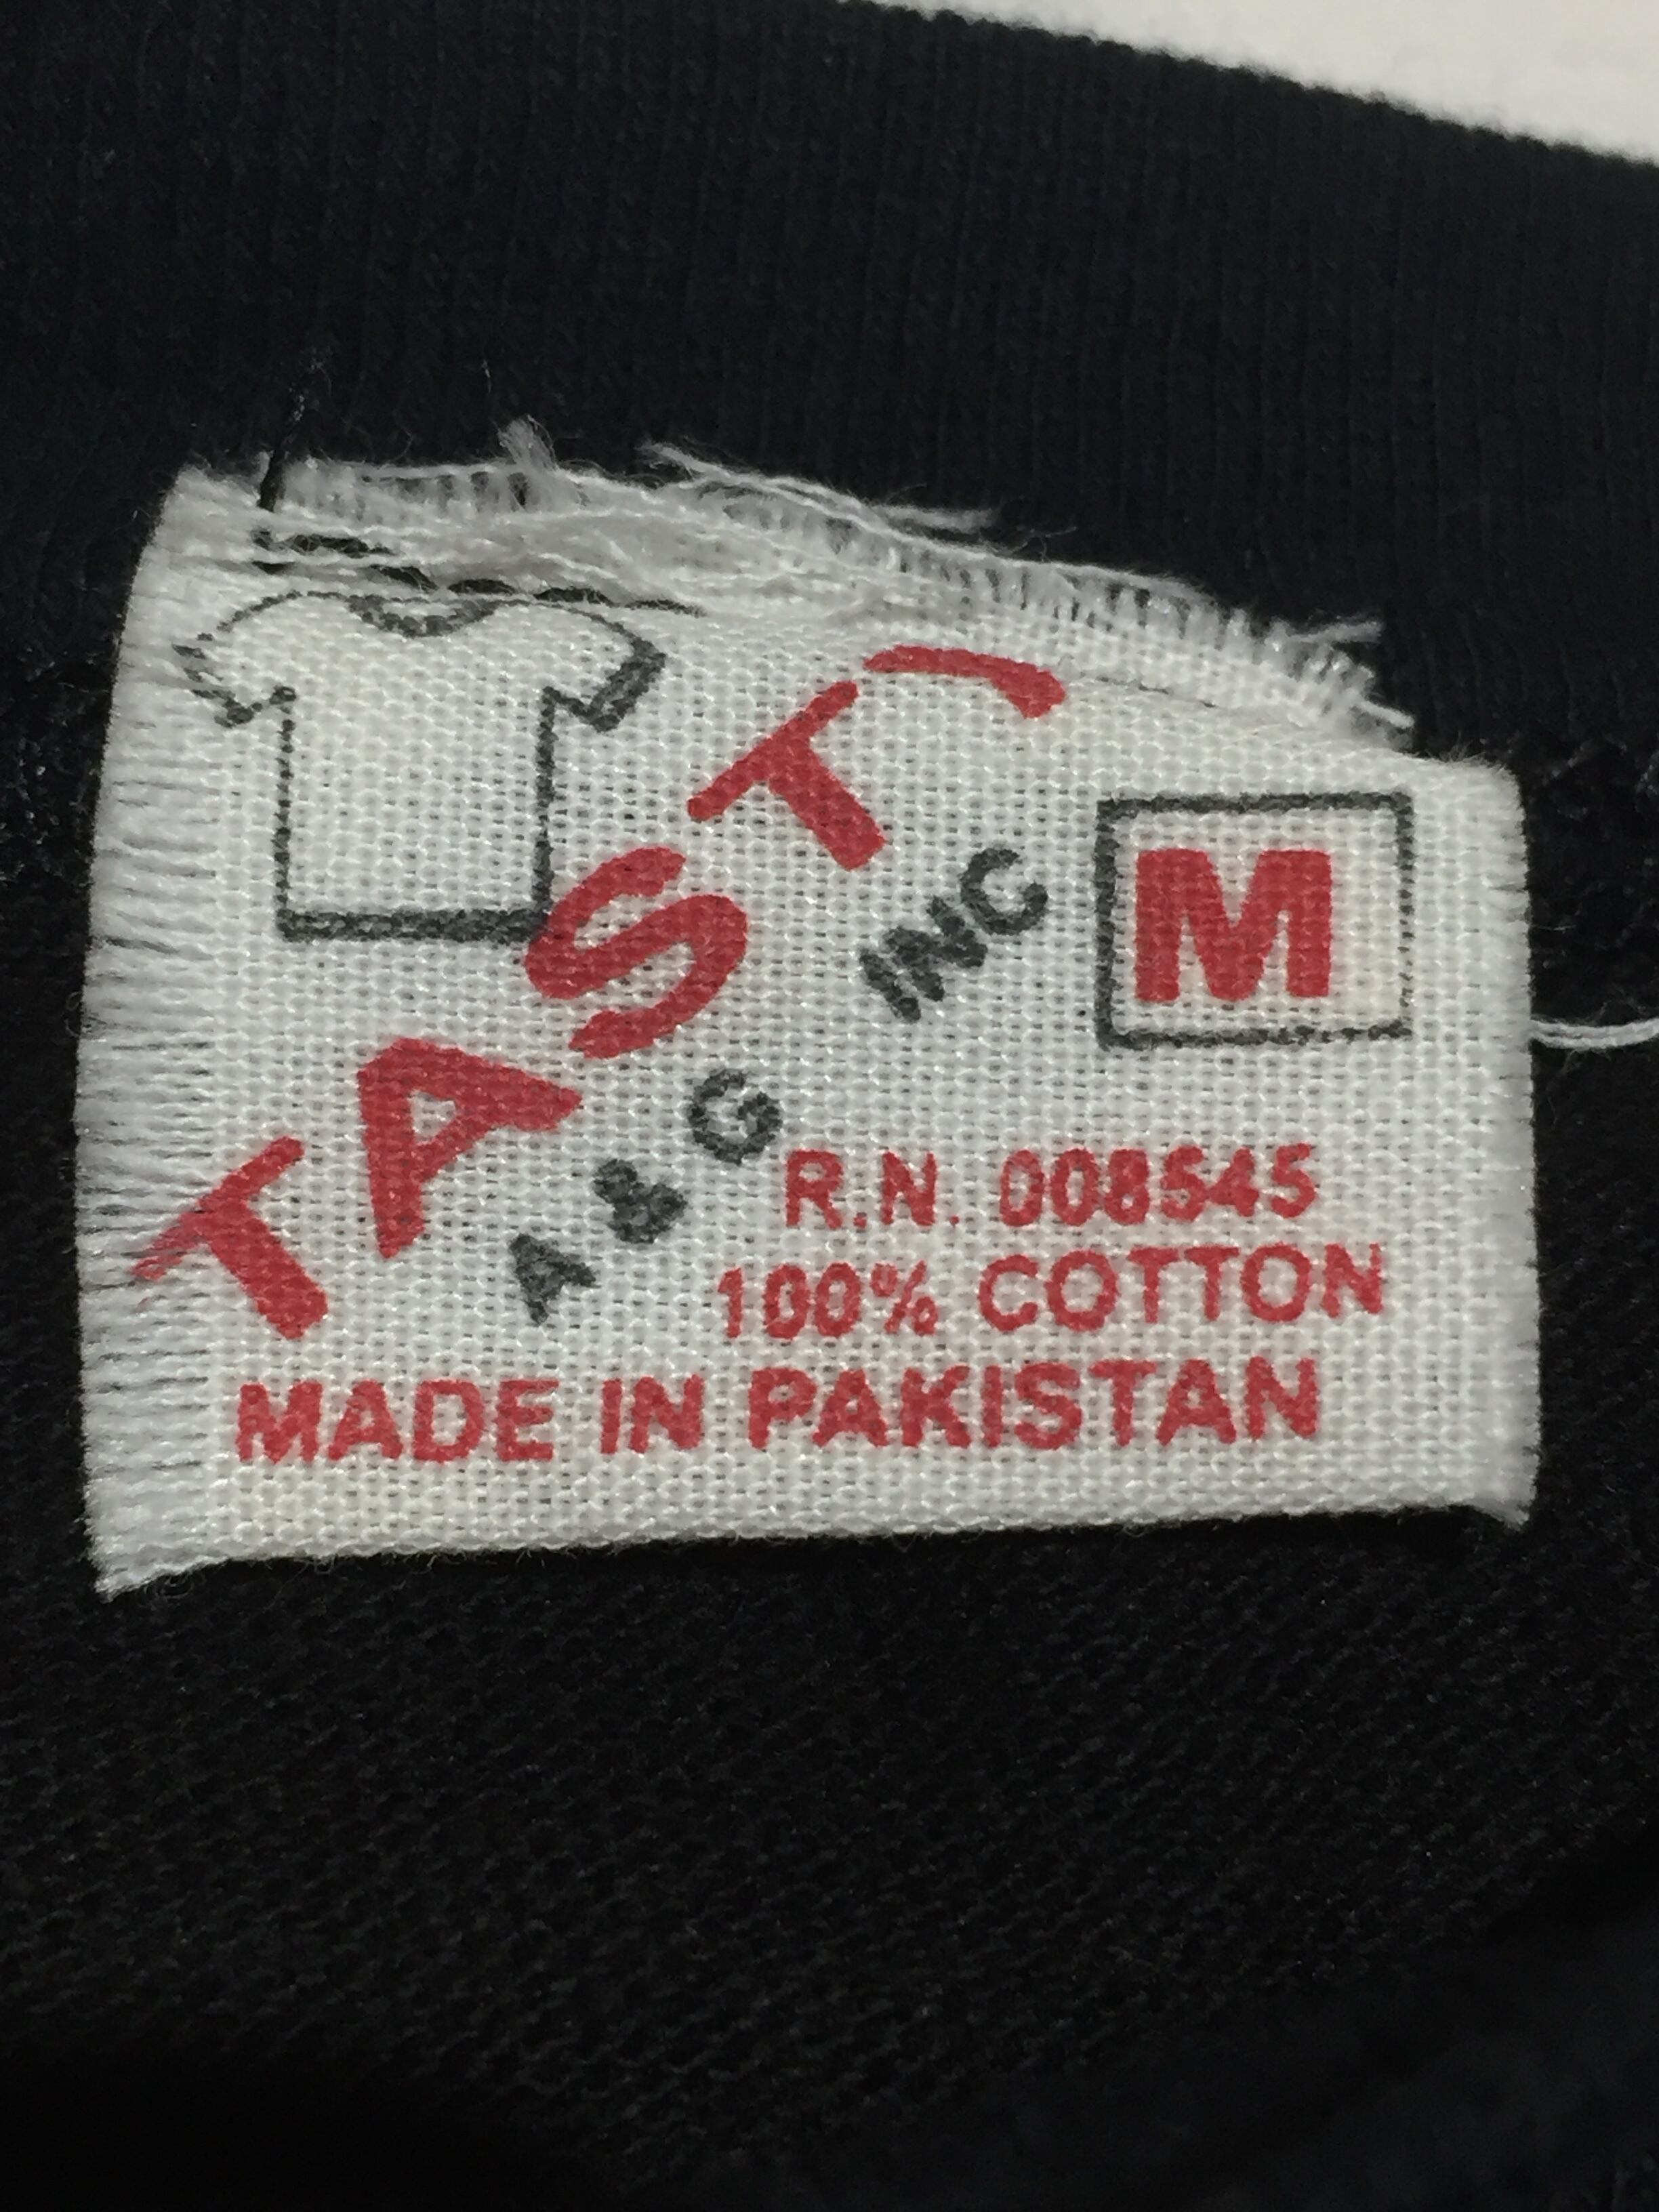 TAST
A & G INC
M
R.N. 008545
100% COTTON
MADE IN PAKISTAN